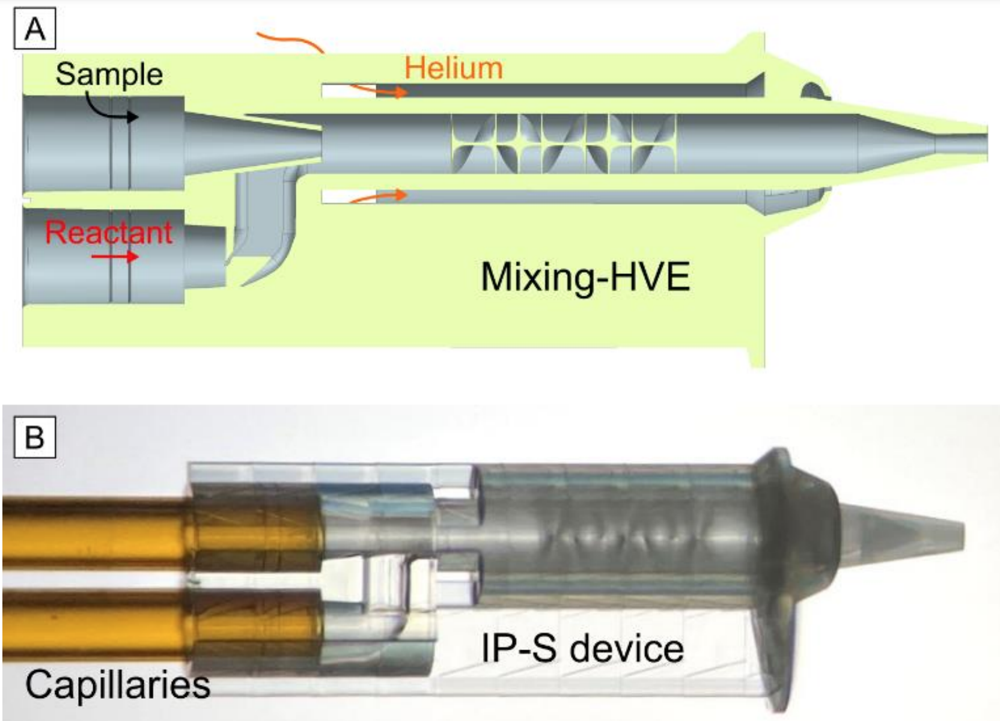 A
Sample
Helium
Reactant
Mixing-HVE
B
IP-S device
Capillaries